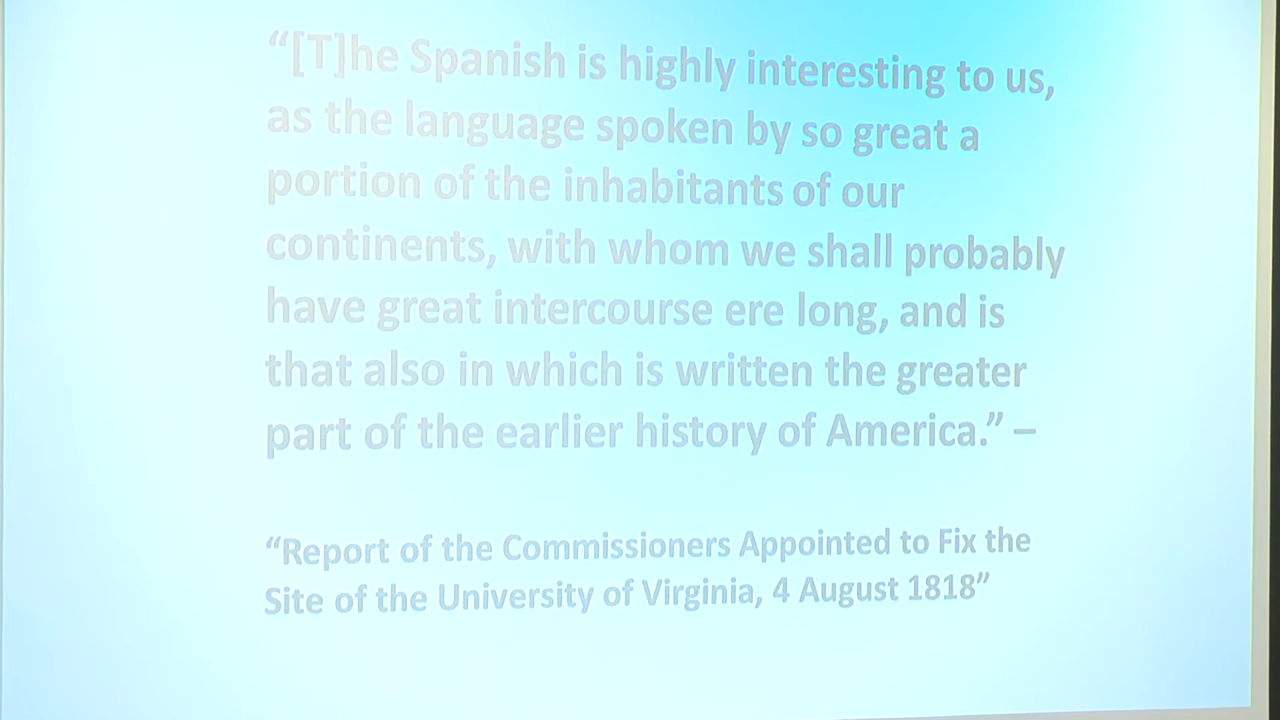 “[T]he Spanish is highly interesting to us,
as the language spoken by so great a
portion of the inhabitants of our
continents, with whom we shall probably
have great intercourse ere long, and is
that also in which is written the greater
part of the earlier history of America.” –
“Report of the Commissioners Appointed to Fix the
Site of the University of Virginia, 4 August 1818”